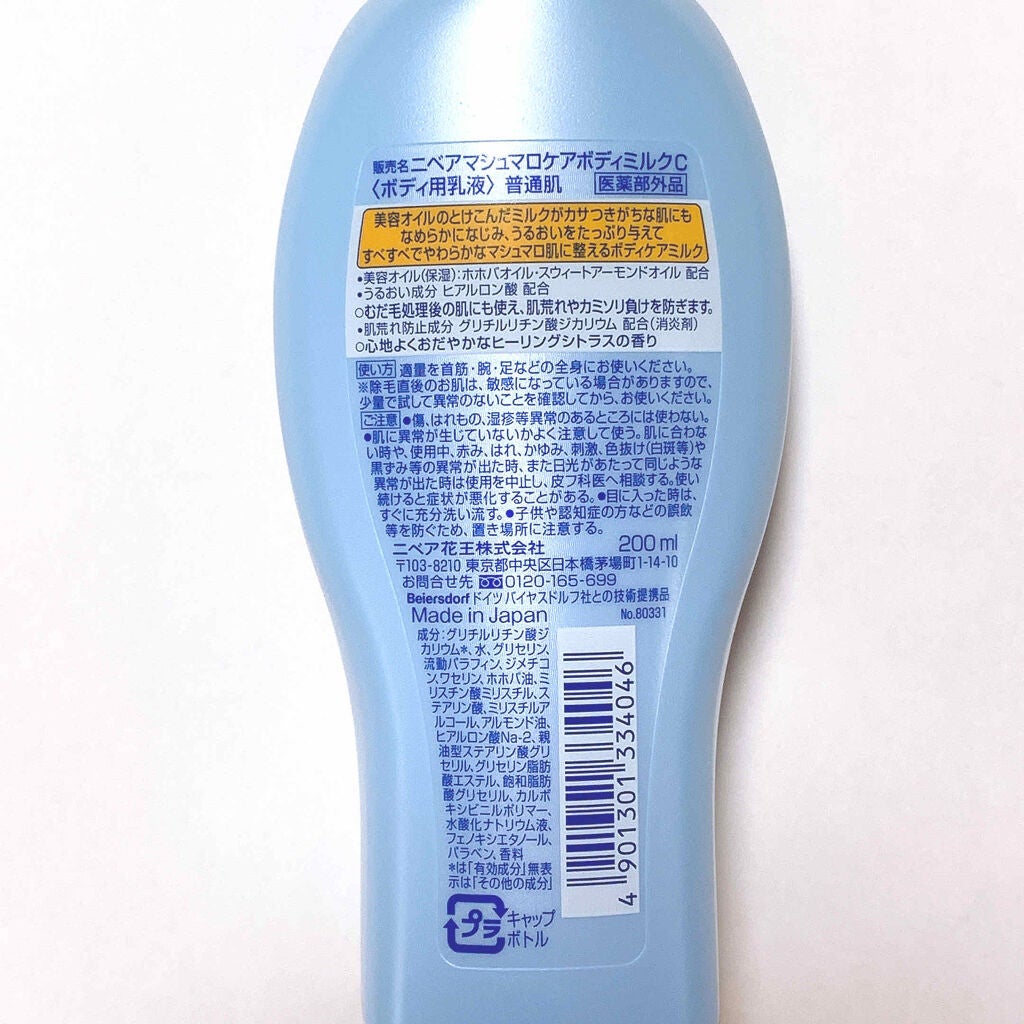 販売名 ニベアマシュマロケアボディミルクC
〈ボディ用乳液〉 普通肌 医薬部外品
美容オイルのとけこんだミルクがカサつきがちな肌にも
なめらかになじみ、うるおいをたっぷり与えて
すべすべでやわらかなマシュマロ肌に整えるボディケアミルク
•美容オイル(保湿):ホホバオイル・スウィートアーモンドオイル 配合
•うるおい成分 ヒアルロン酸 配合
○むだ毛処理後の肌にも使え、肌荒れやカミソリ負けを防ぎます。
•肌荒れ防止成分 グリチルリチン酸ジカリウム 配合(消炎剤)
○心地よくおだやかなヒーリングシトラスの香り
使い方 適量を首筋・腕・足などの全身にお使いください。
※除毛直後のお肌は、敏感になっている場合がありますので、
少量で試して異常のないことを確認してから、お使いください。
ご注意 ●傷、はれもの、湿疹等異常のあるところには使わない。
●肌に異常が生じていないかよく注意して使う。肌に合わな
い時や、使用中、赤み、はれ、かゆみ、刺激、色抜け(白斑等)や
黒ずみ等の異常が出た時、また日光があたって同じような
異常が出た時は使用を中止し、皮フ科医へ相談する。使い
続けると症状が悪化することがある。●目に入った時は、
すぐに充分洗い流す。●子供や認知症の方などの誤飲
等を防ぐため、置き場所に注意する。
ニベア花王株式会社 200ml
〒103-8210 東京都中央区日本橋茅場町1-14-10
お問合せ先 0120-165-699
Beiersdorf ドイツバイヤスドルフ社との技術提携品
Made in Japan No.80331
成分:グリチルリチン酸ジ
カリウム*、水、グリセリン、
流動パラフィン、ジメチコ
ン、ワセリン、ホホバ油、ミ
リスチン酸ミリスチル、ス
テアリン酸、ミリスチルア
ルコール、アルモンド油、
ヒアルロン酸Na-2、親
油型ステアリン酸グリ
セリル、グリセリン脂肪
酸エステル、飽和脂肪
酸グリセリル、カルボ
キシビニルポリマー、
水酸化ナトリウム液、
フェノキシエタノール、
パラベン、香料
*は「有効成分」無表
示は「その他の成分」
4 901301 334046
プラ
キャップ
ボトル